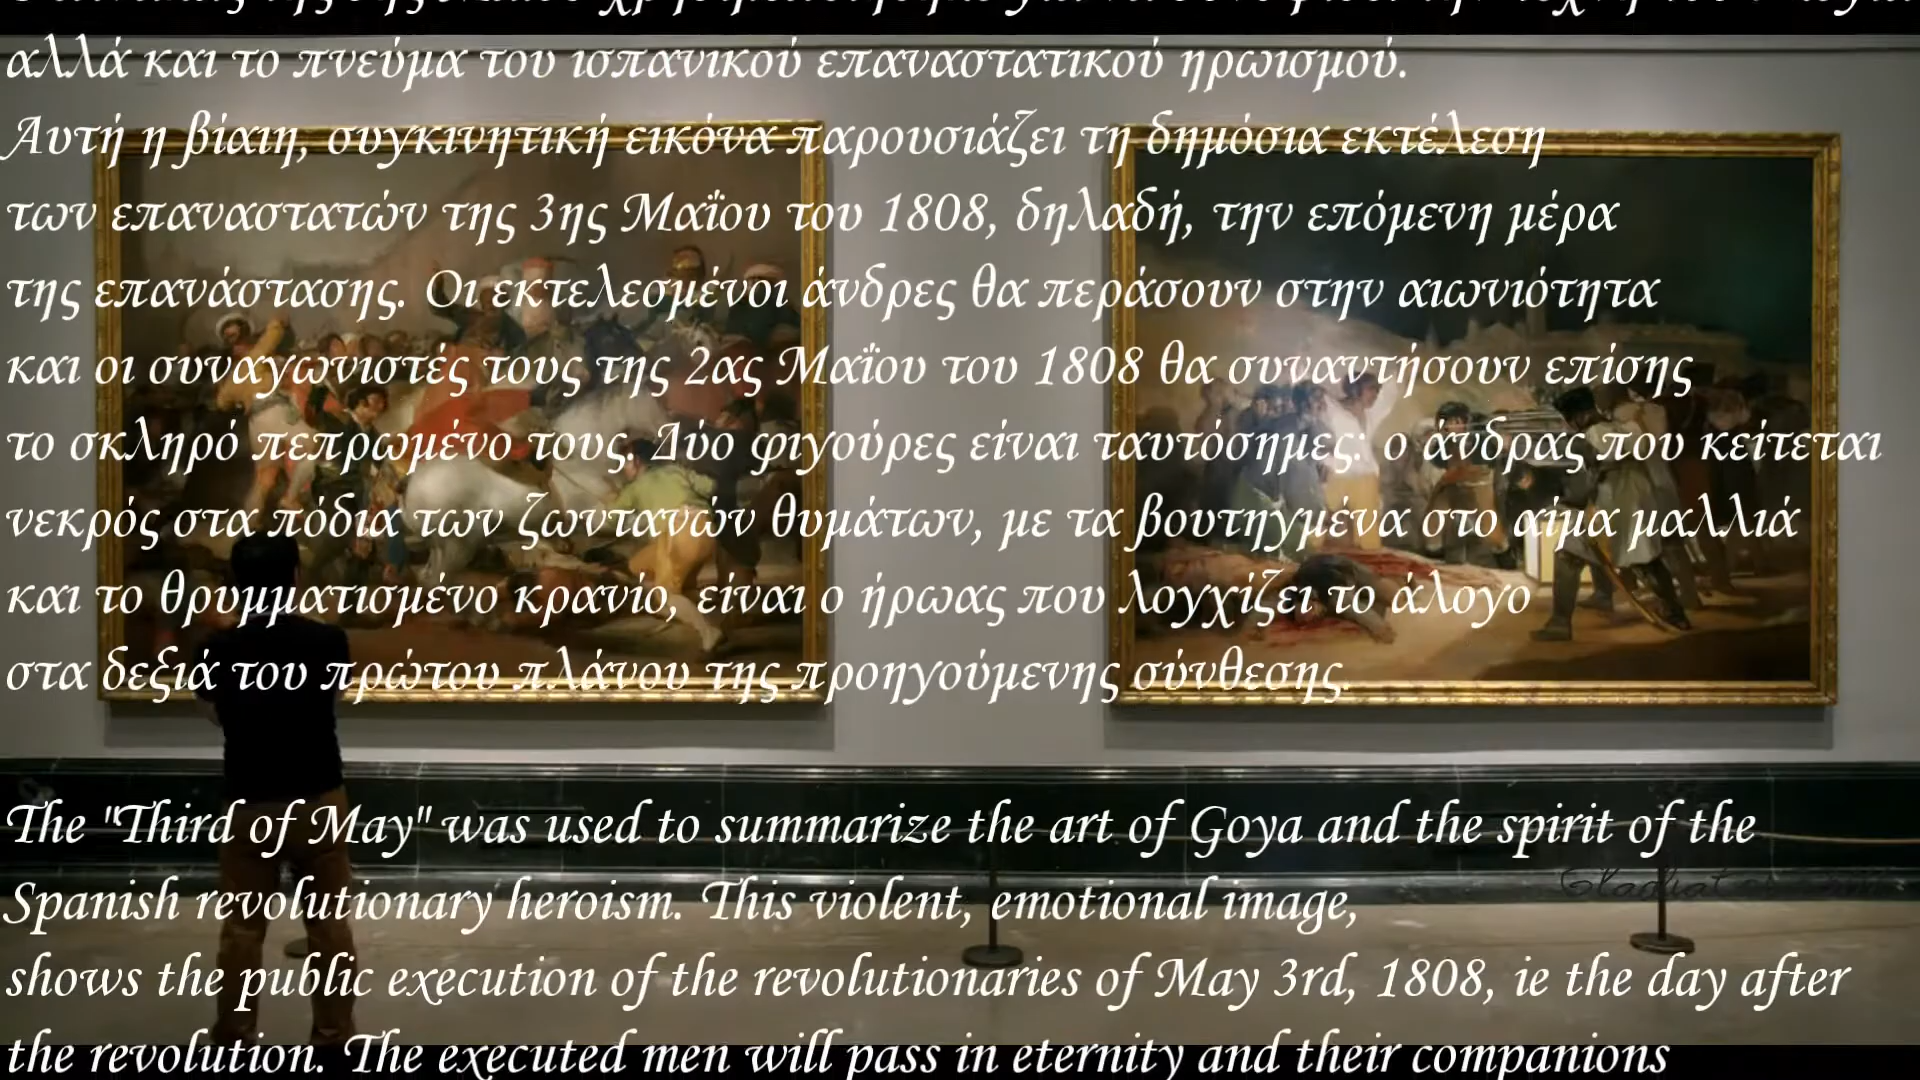 αλλά και το πνεύμα του ισπανικού επαναστατικού ηρωισμού.
Αυτή η βίαιη, συγκινητική εικόνα παρουσιάζει τη δημόσια εκτέλεση
των επαναστατών της 3ης Μαΐου του 1808, δηλαδή, την επόμενη μέρα
της επανάστασης. Οι εκτελεσμένοι άνδρες θα περάσουν στην αιωνιότητα
και οι συναγωνιστές τους της 2ας Μαΐου του 1808 θα συναντήσουν επίσης
το σκληρό πεπρωμένο τους. Δύο φιγούρες είναι ταυτόσημες: ο άνδρας που κείτεται
νεκρός στα πόδια των ζωντανών θυμάτων, με τα βουτηγμένα στο αίμα μαλλιά
και το θρυμματισμένο κρανίο, είναι ο ήρωας που λογχίζει το άλογο
στα δεξιά του πρώτου πλάνου της προηγούμενης σύνθεσης.
The "Third of May" was used to summarize the art of Goya and the spirit of the
Spanish revolutionary heroism. This violent, emotional image,
shows the public execution of the revolutionaries of May 3rd, 1808, ie the day after
the revolution. The executed men will pass in eternity and their companions